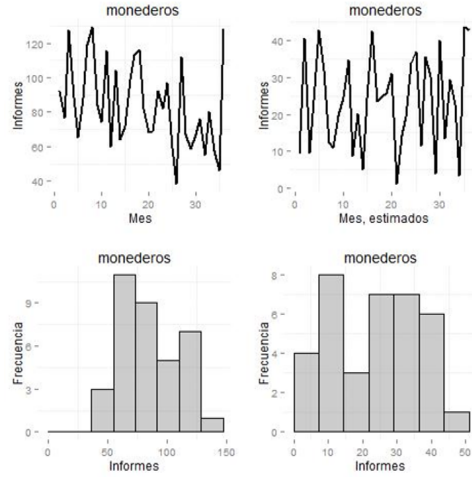 monederos
Informes
120
100
80
60
40
0 10 20 30
Mes
monederos
Informes
40
30
20
10
0
0 10 20 30
Mes, estimados
monederos
Frecuencia
9
6
3
0
0 50 100 150
Informes
monederos
Frecuencia
8
6
4
2
0
0 10 20 30 40 50
Informes